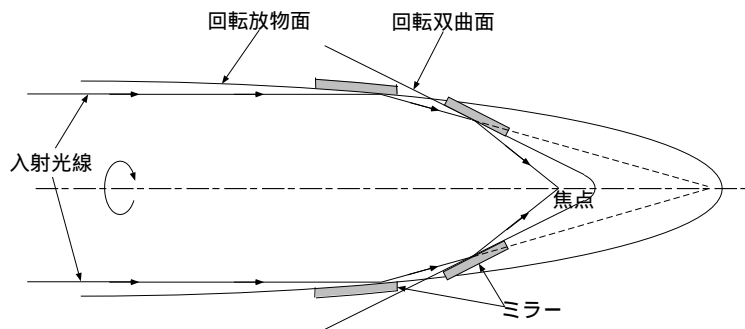 回転放物面
回転双曲面
入射光線
焦点
ミラー